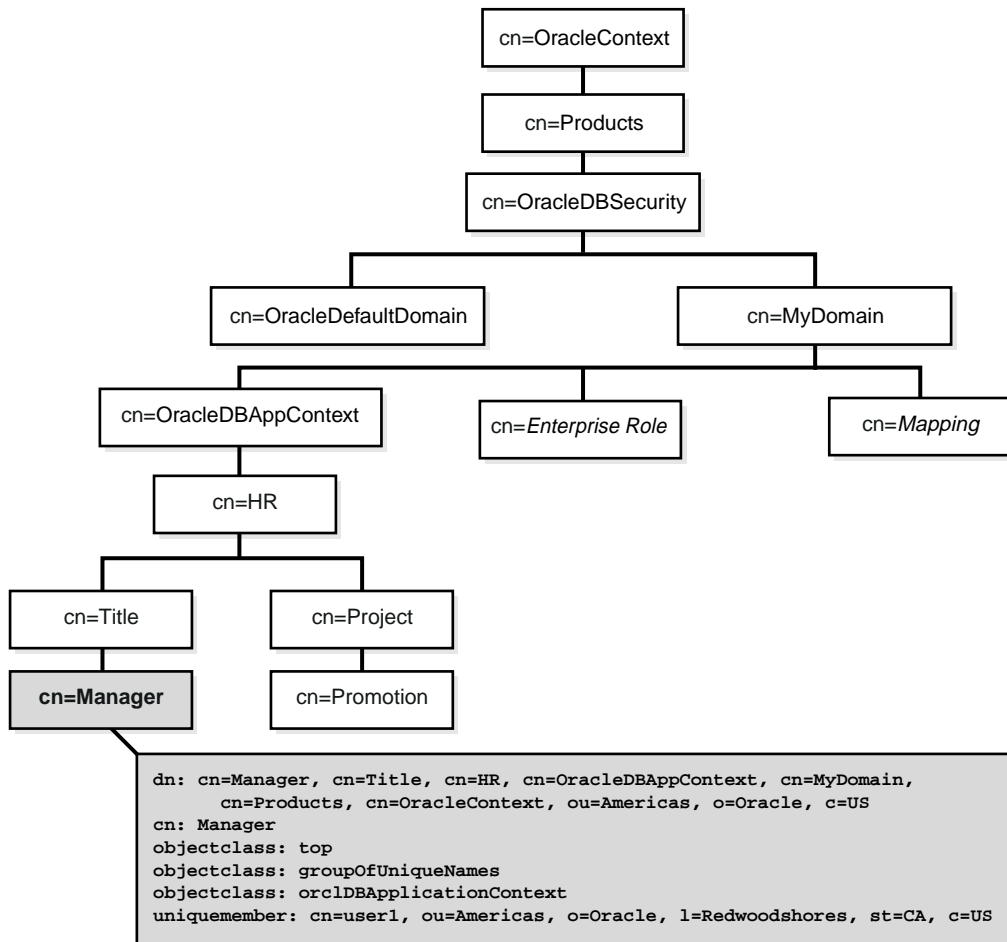 cn=OracleContext
cn=Products
cn=OracleDBSecurity
cn=OracleDefaultDomain
cn=MyDomain
cn=OracleDBAppContext
cn=Enterprise Role
cn=Mapping
cn=HR
cn=Title
cn=Project
cn=Manager
cn=Promotion
dn: cn=Manager, cn=Title, cn=HR, cn=OracleDBAppContext, cn=MyDomain,
cn=Products, cn=OracleContext, ou=Americas, o=Oracle, c=US
cn: Manager
objectclass: top
objectclass: groupOfUniqueNames
objectclass: orclDBApplicationContext
uniquemember: cn=user1, ou=Americas, o=Oracle, l=Redwoodshores, st=CA, c=US